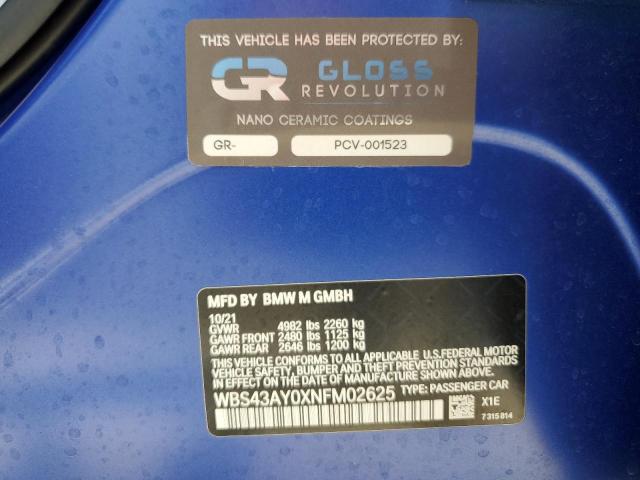 THIS VEHICLE HAS BEEN PROTECTED BY:
GR GLOSS
REVOLUTION
NANO CERAMIC COATINGS
GR- PCV-001523
MFD BY BMW M GMBH
10/21
GVWR 4982 lbs 2260 kg
GAWR FRONT 2480 lbs 1125 kg
GAWR REAR 2646 lbs 1200 kg
THIS VEHICLE CONFORMS TO ALL APPLICABLE U.S.FEDERAL MOTOR
VEHICLE SAFETY, BUMPER AND THEFT PREVENTION STANDARDS
IN EFFECT ON THE DATE OF MANUFACTURE SHOWN ABOVE.
WBS43AY0XNFM02625 TYPE: PASSENGER CAR
X1E
7315814